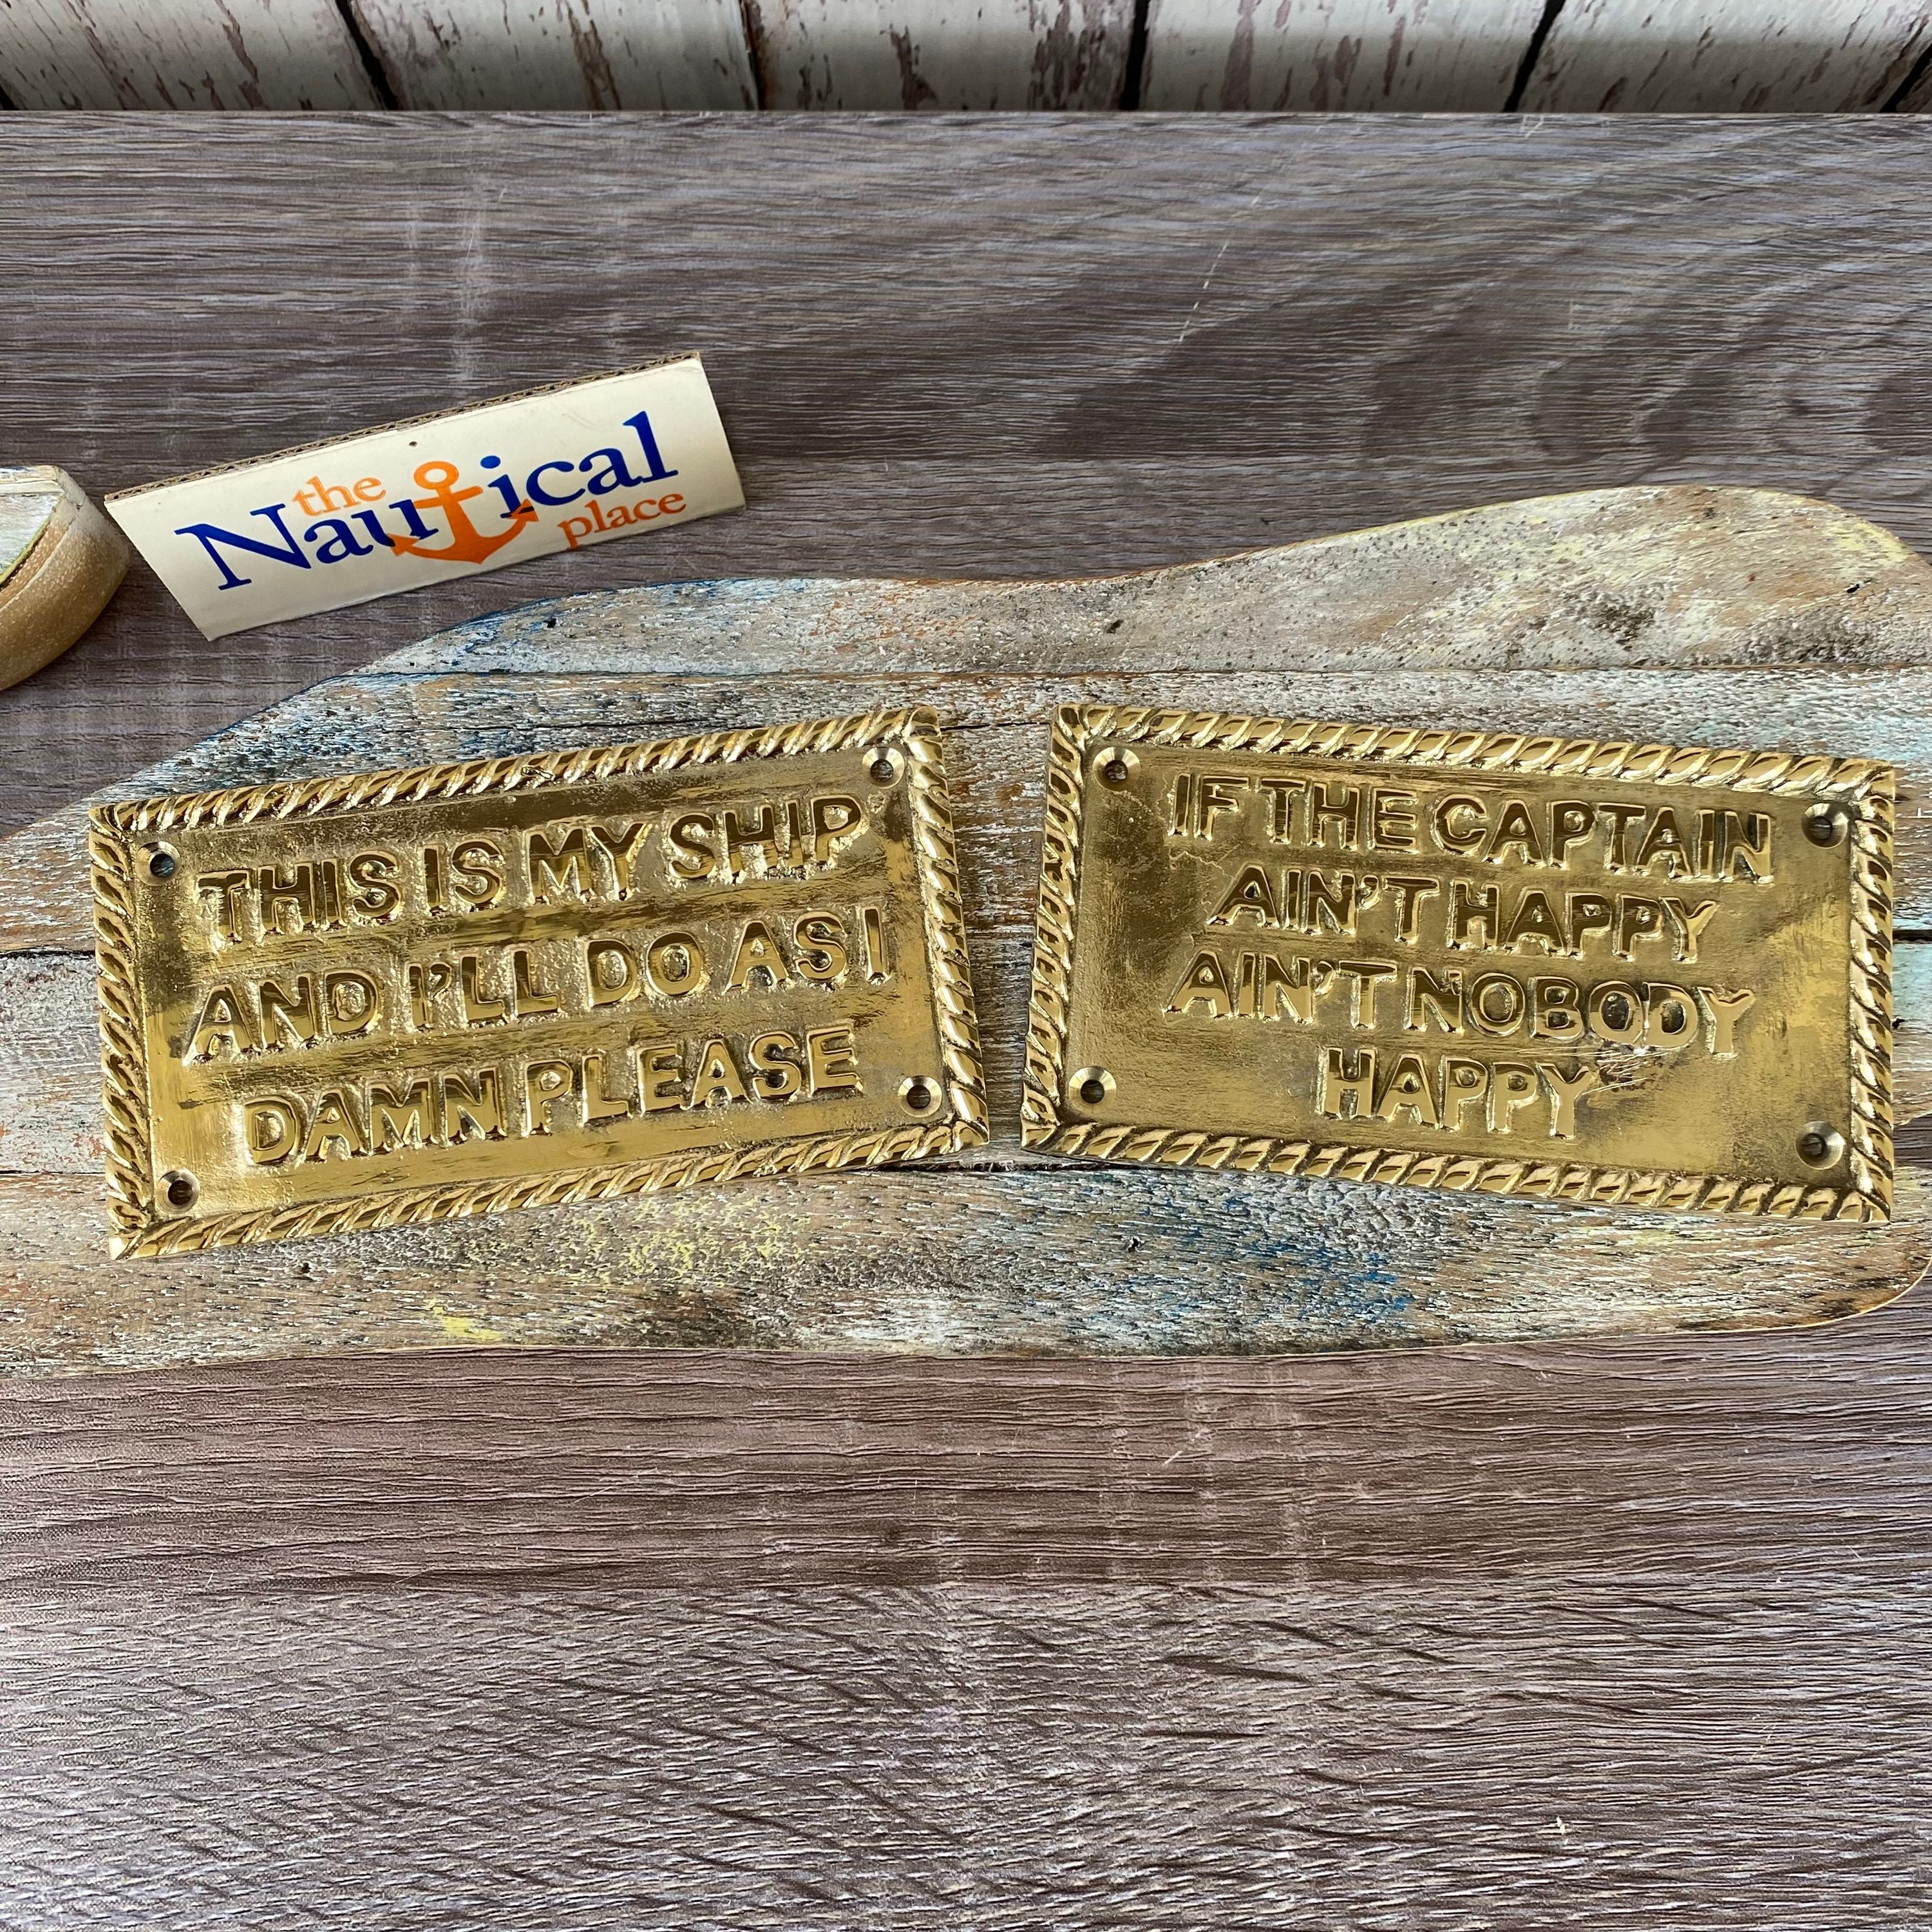 the
Nautical
place
THIS IS MY SHIP
AND I'LL DO AS I
DAMN PLEASE
IF THE CAPTAIN
AIN'T HAPPY
AIN'T NOBODY
HAPPY